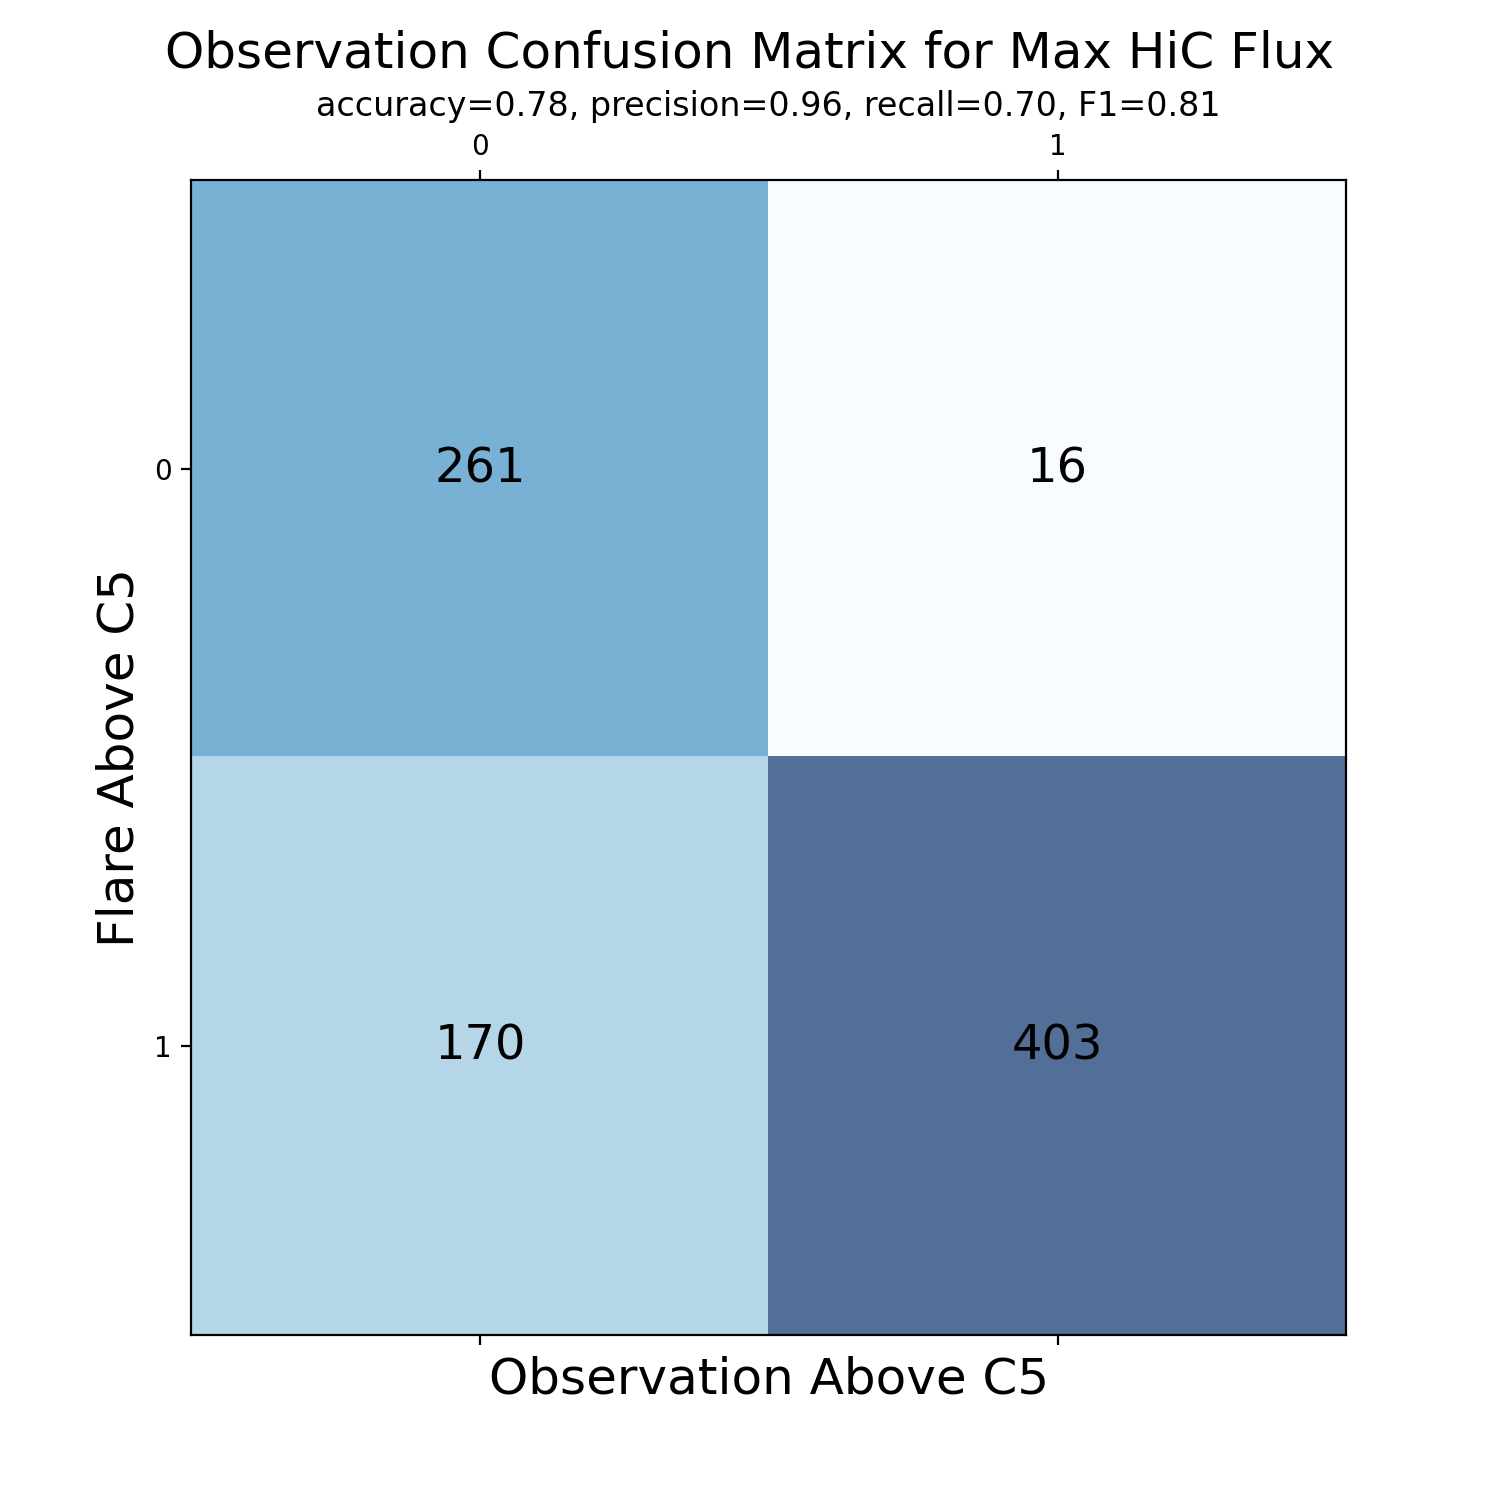 Observation Confusion Matrix for Max HiC Flux
accuracy=0.78, precision=0.96, recall=0.70, F1=0.81
0 1
0 261 16
Flare Above C5
1 170 403
Observation Above C5